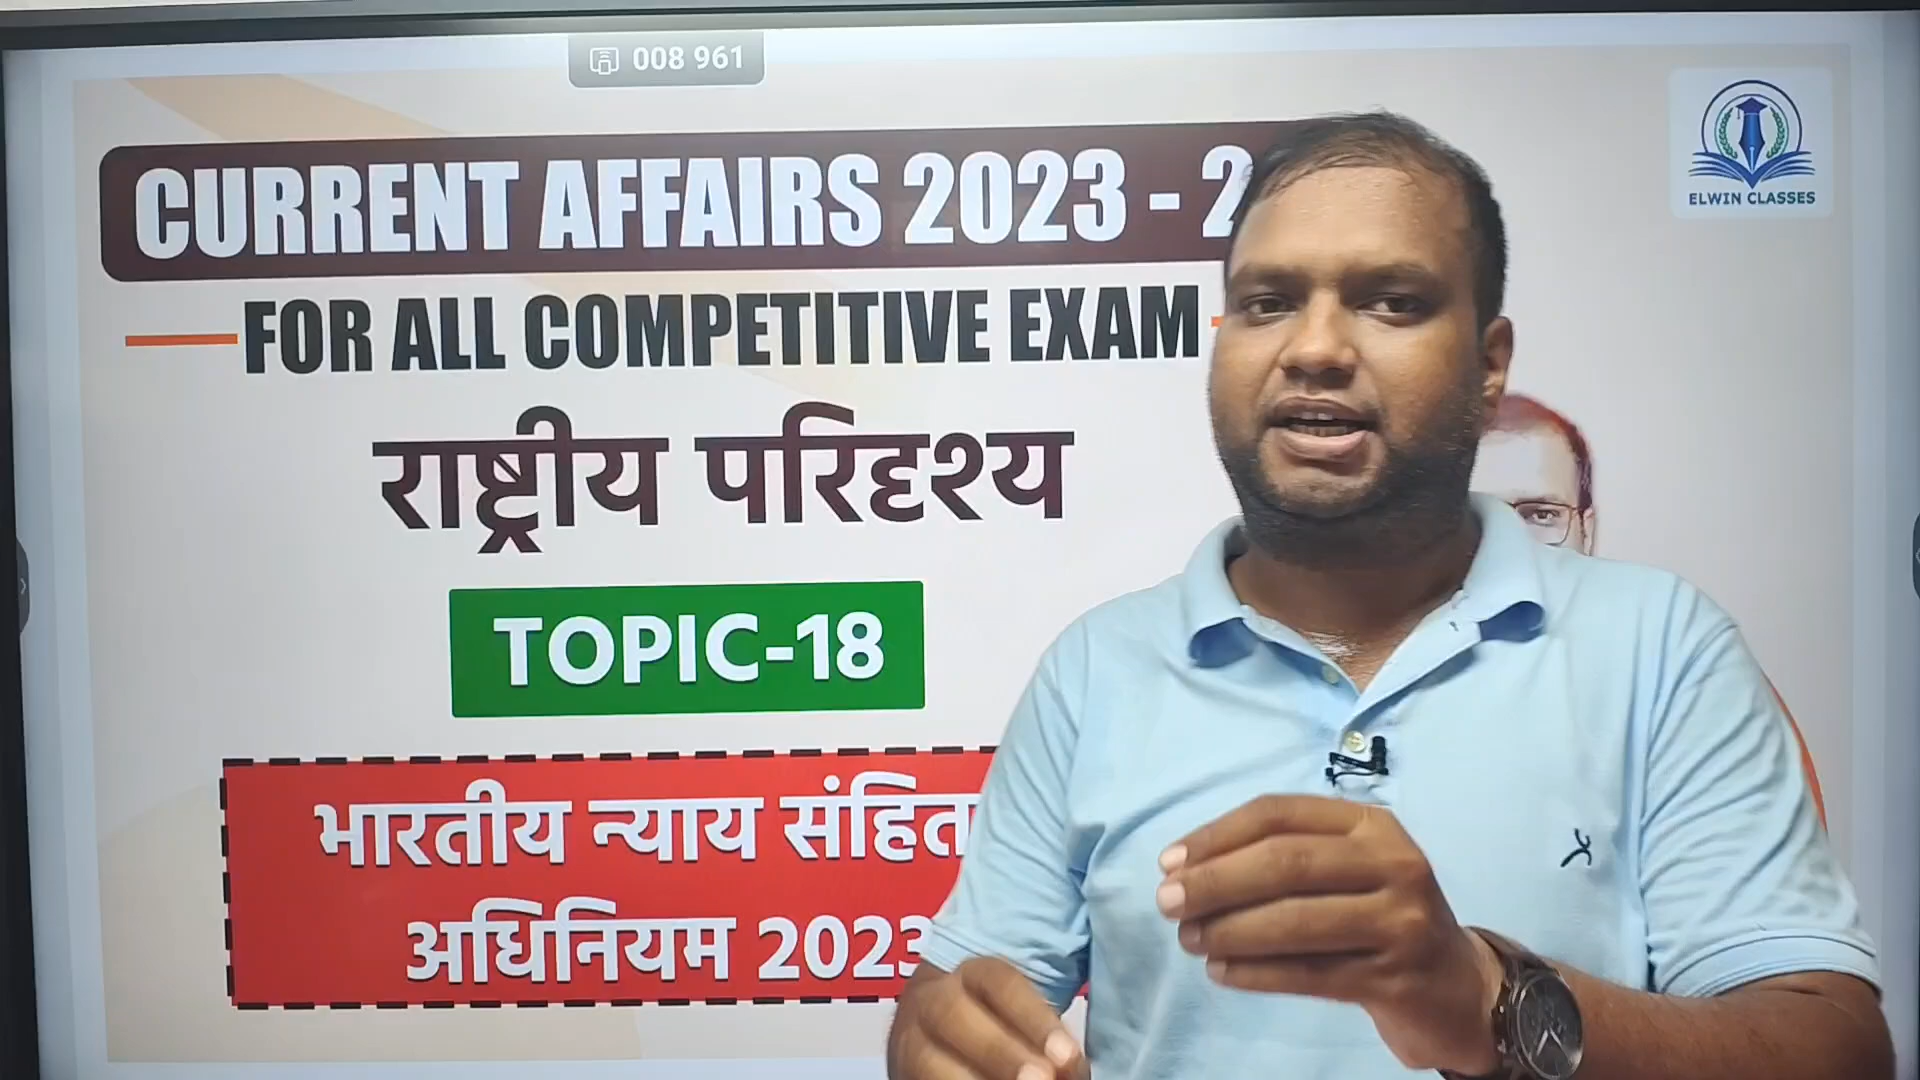 008 961
CURRENT AFFAIRS 2023 - 2
FOR ALL COMPETITIVE EXAM
राष्ट्रीय परिदृश्य
TOPIC-18
भारतीय न्याय संहित
अधिनियम 2023
ELWIN CLASSES